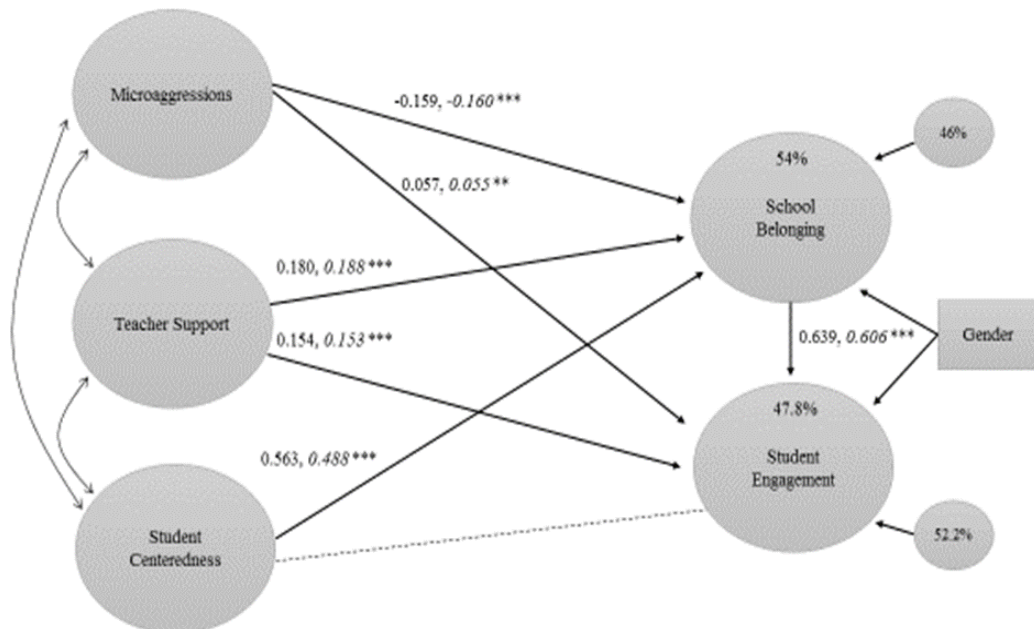 Microaggressions
-0.159, -0.160 ***
46%
54%
School
Belonging
0.057, 0.055 **
0.180, 0.188 ***
Teacher Support
0.154, 0.153 ***
0.639, 0.606 ***
Gender
47.8%
Student
Engagement
0.563, 0.488 ***
Student
Centeredness
52.2%